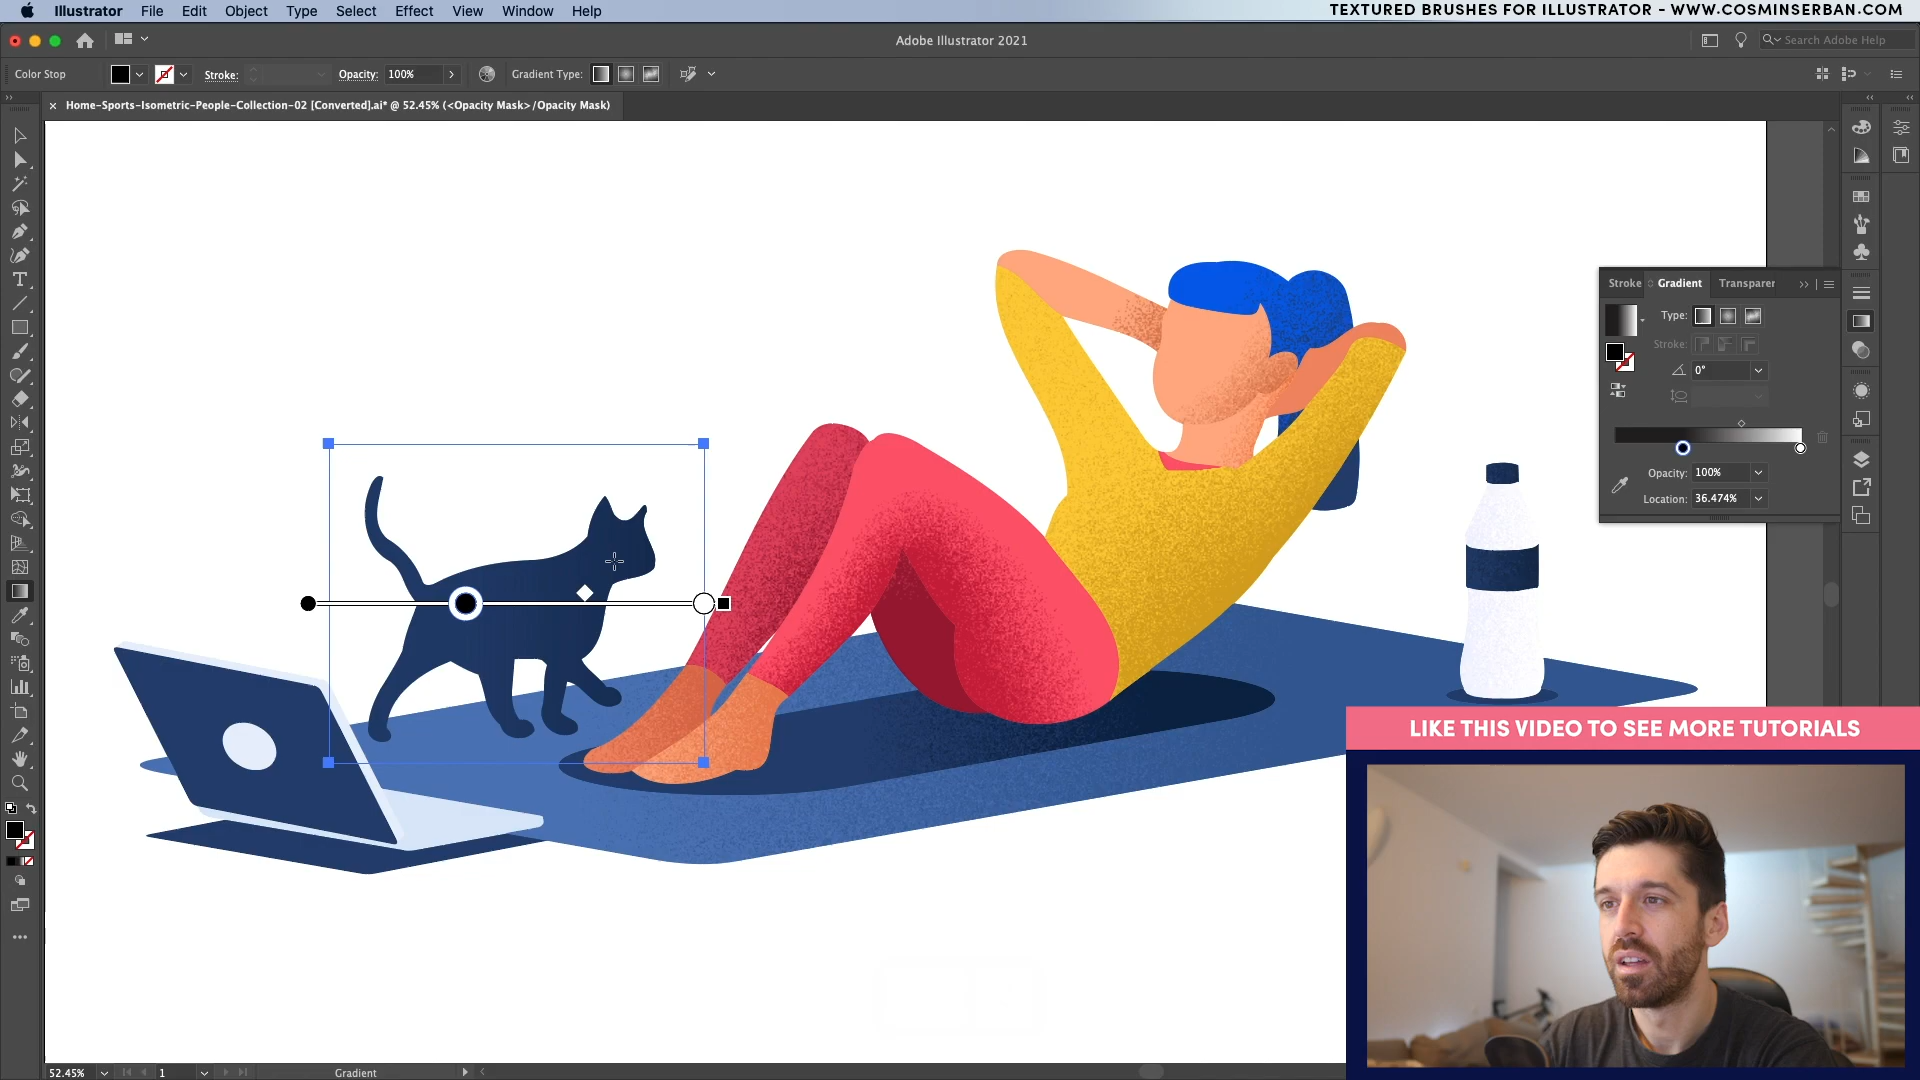 Illustrator File Edit Object Type Select Effect View Window Help
TEXTURED BRUSHES FOR ILLUSTRATOR - WWW.COSMINSERBAN.COM
Adobe Illustrator 2021
Search Adobe Help
Color Stop
Stroke:
Opacity: 100%
Gradient Type:
Home-Sports-Isometric-People-Collection-02 [Converted].ai* @ 52.45% (<Opacity Mask>/Opacity Mask)
Stroke Gradient Transparer
Type:
Stroke:
0°
Opacity: 100%
Location: 36.474%
LIKE THIS VIDEO TO SEE MORE TUTORIALS
52.45% 1 Gradient